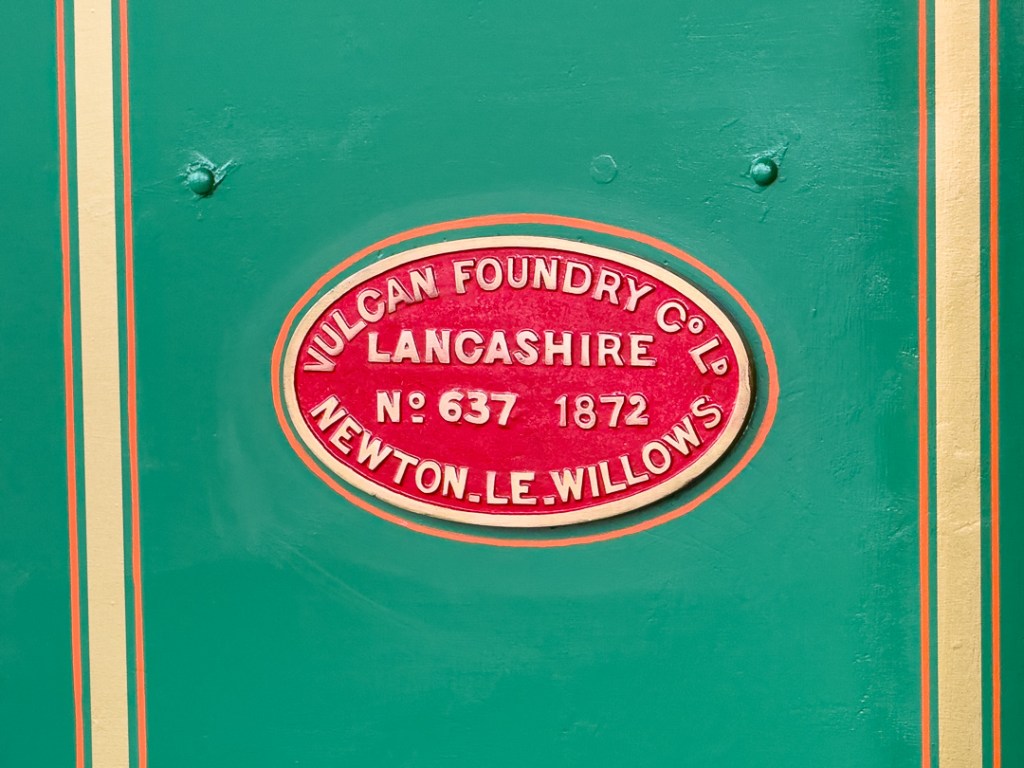 VULCAN FOUNDRY Cº Lᴰ
LANCASHIRE
Nº 637 1872
NEWTON-LE-WILLOWS